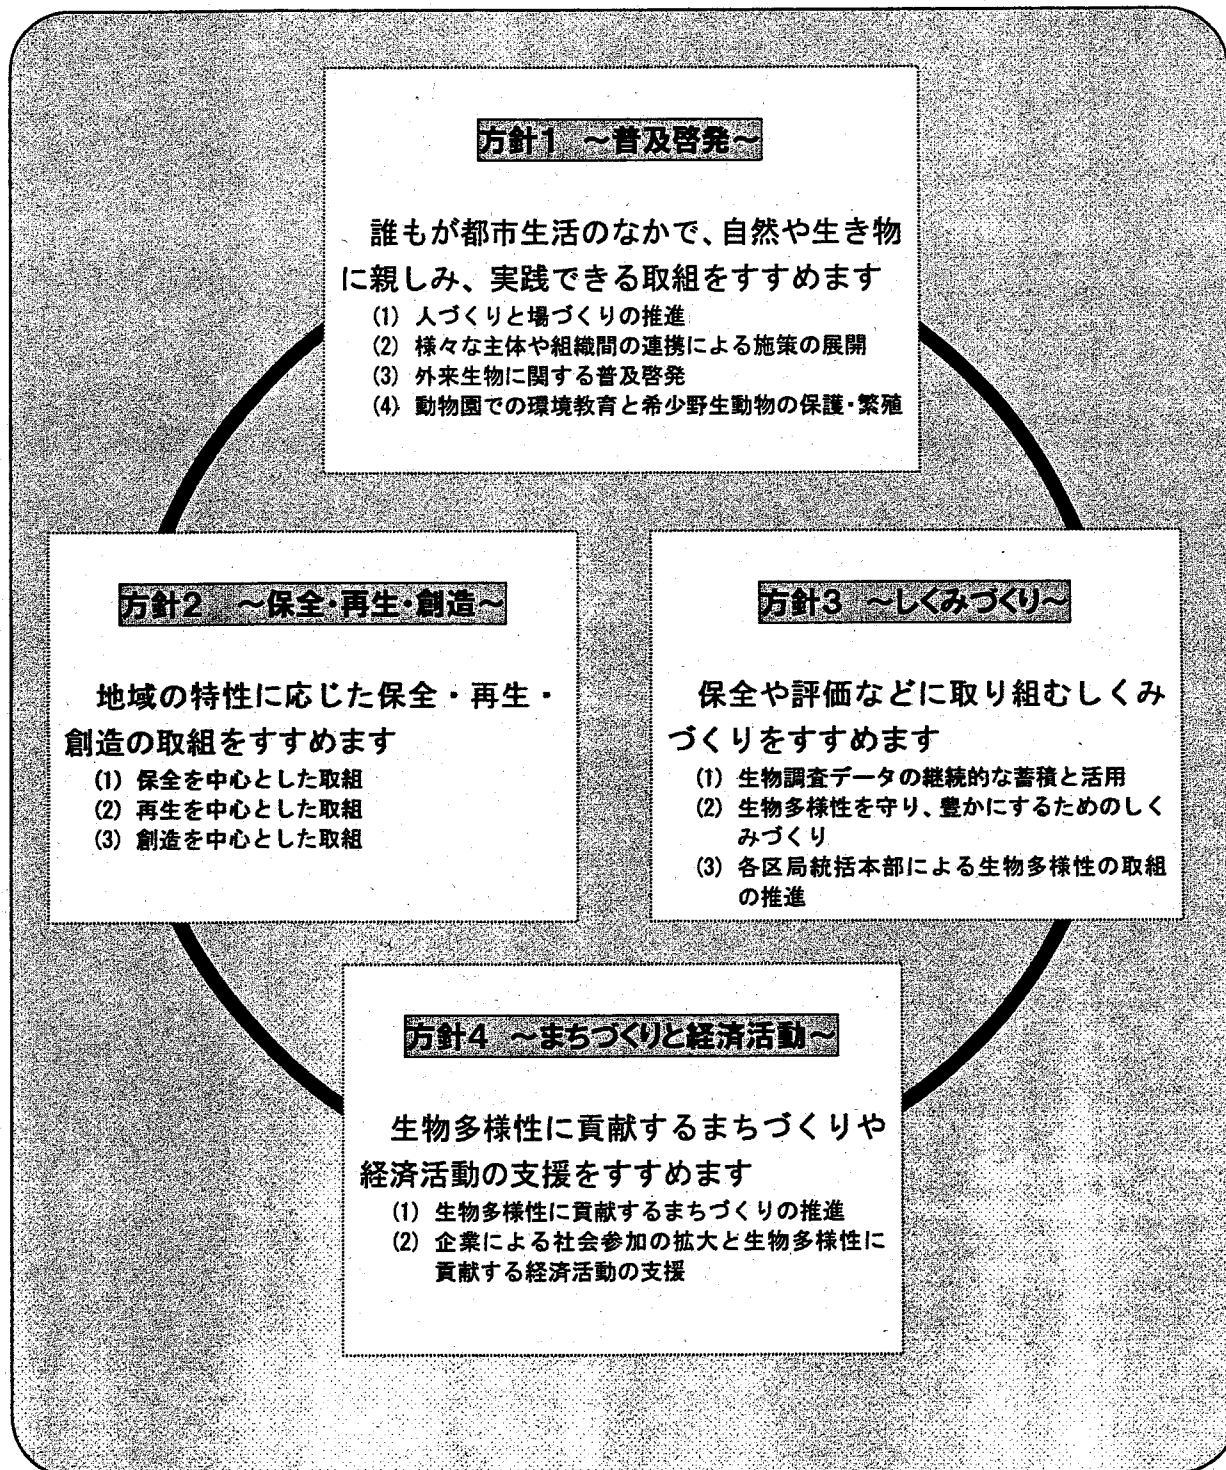 方針1 ～普及啓発～
誰もが都市生活のなかで、自然や生き物
に親しみ、実践できる取組をすすめます
(1) 人づくりと場づくりの推進
(2) 様々な主体や組織間の連携による施策の展開
(3) 外来生物に関する普及啓発
(4) 動物園での環境教育と希少野生動物の保護・繁殖
方針2 ～保全・再生・創造～
地域の特性に応じた保全・再生・
創造の取組をすすめます
(1) 保全を中心とした取組
(2) 再生を中心とした取組
(3) 創造を中心とした取組
方針3 ～しくみづくり～
保全や評価などに取り組むしくみ
づくりをすすめます
(1) 生物調査データの継続的な蓄積と活用
(2) 生物多様性を守り、豊かにするためのしく
みづくり
(3) 各区局統括本部による生物多様性の取組
の推進
方針4 ～まちづくりと経済活動～
生物多様性に貢献するまちづくりや
経済活動の支援をすすめます
(1) 生物多様性に貢献するまちづくりの推進
(2) 企業による社会参加の拡大と生物多様性に
貢献する経済活動の支援